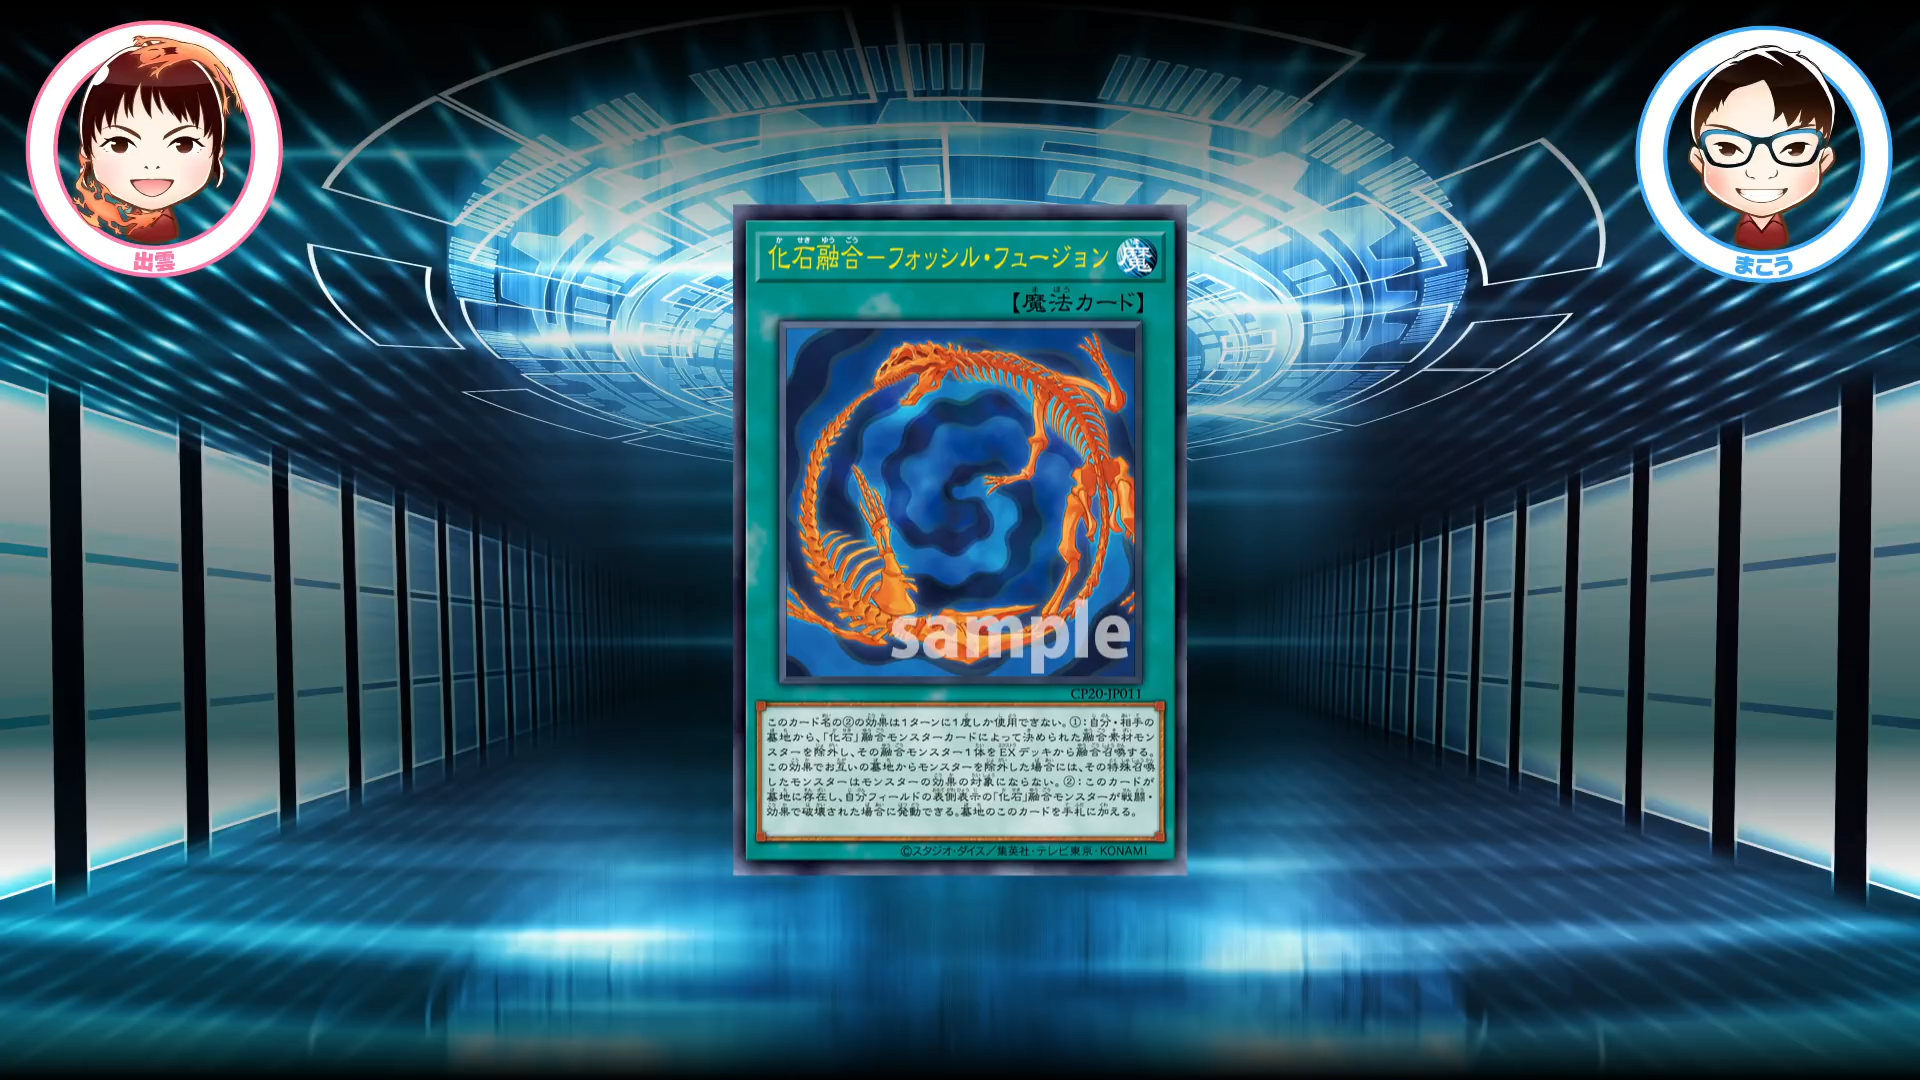 出雲
まこう
化石融合－フォッシル・フュージョン 魔
【魔法カード】
sample
CP20-JP011
このカード名の②の効果は1ターンに1度しか使用できない。①：自分・相手の
墓地から、「化石」融合モンスターカードによって決められた融合素材モン
スターを除外し、その融合モンスター1体をEXデッキから融合召喚する。
この効果でお互いの墓地からモンスターを除外した場合には、その特殊召喚
したモンスターはモンスターの効果の対象にならない。②：このカードが
墓地に存在し、自分フィールドの表側表示の「化石」融合モンスターが戦闘・
効果で破壊された場合に発動できる。墓地のこのカードを手札に加える。
©スタジオ・ダイス／集英社・テレビ東京・KONAMI